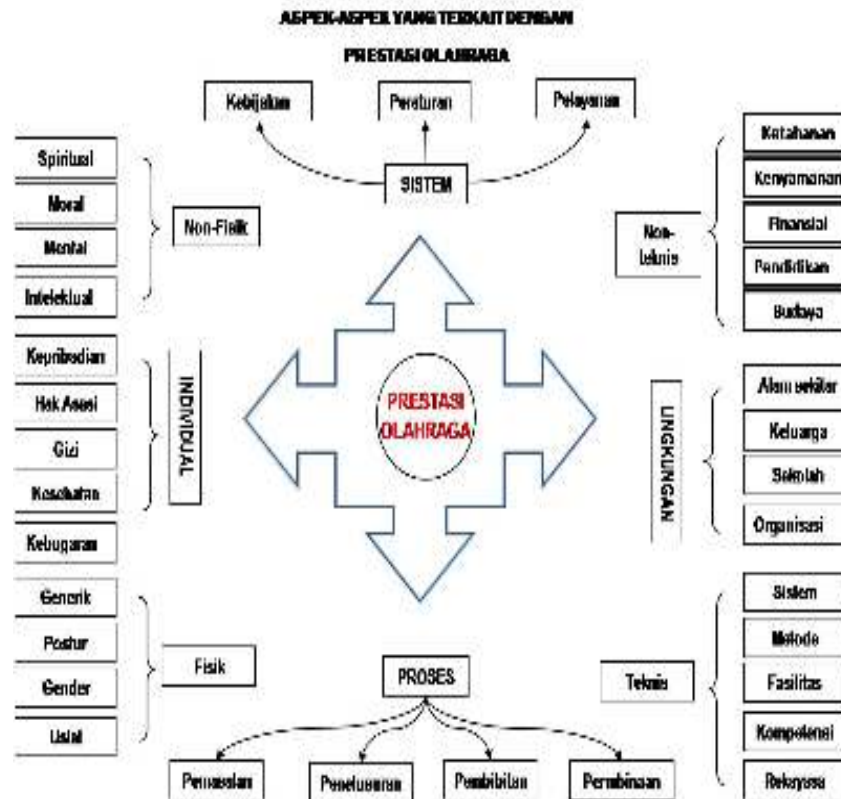 ASPEK-ASPEK YANG TERKAIT DENGAN
PRESTASI OLAHRAGA
Kebijakan
Peraturan
Pelayanan
SISTEM
Spiritual
Moral
Mental
Intelektual
Non-Fisik
Kepribadian
Hak Asasi
Gizi
Kesehatan
Kebugaran
INDIVIDUAL
Generik
Postur
Gender
Usia
Fisik
PRESTASI
OLAHRAGA
Ketahanan
Kenyamanan
Finansial
Pendidikan
Budaya
Non-
teknis
Alam sekitar
Keluarga
Sekolah
Organisasi
LINGKUNGAN
Sistem
Metode
Fasilitas
Kompetensi
Rekayasa
Teknis
PROSES
Pemassalan
Penelusuran
Pembibitan
Pembinaan